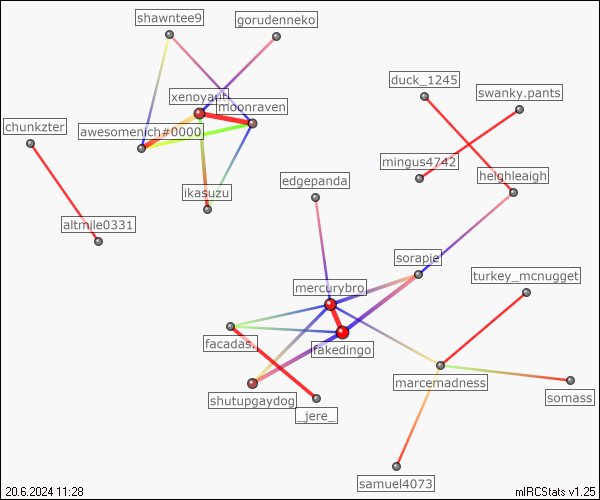 shawntee9
gorudenneko
duck_1245
swanky.pants
xenoyaut
moonraven
chunkzter
awesomenich#0000
mingus4742
heighleaigh
edgepanda
ikasuzu
altmile0331
sorapie
turkey_mcnugget
mercurybro
facadas.
fakedingo
marcemadness
somass
shutupgaydog
_jere_
samuel4073
20.6.2024 11:28
mIRCStats v1.25